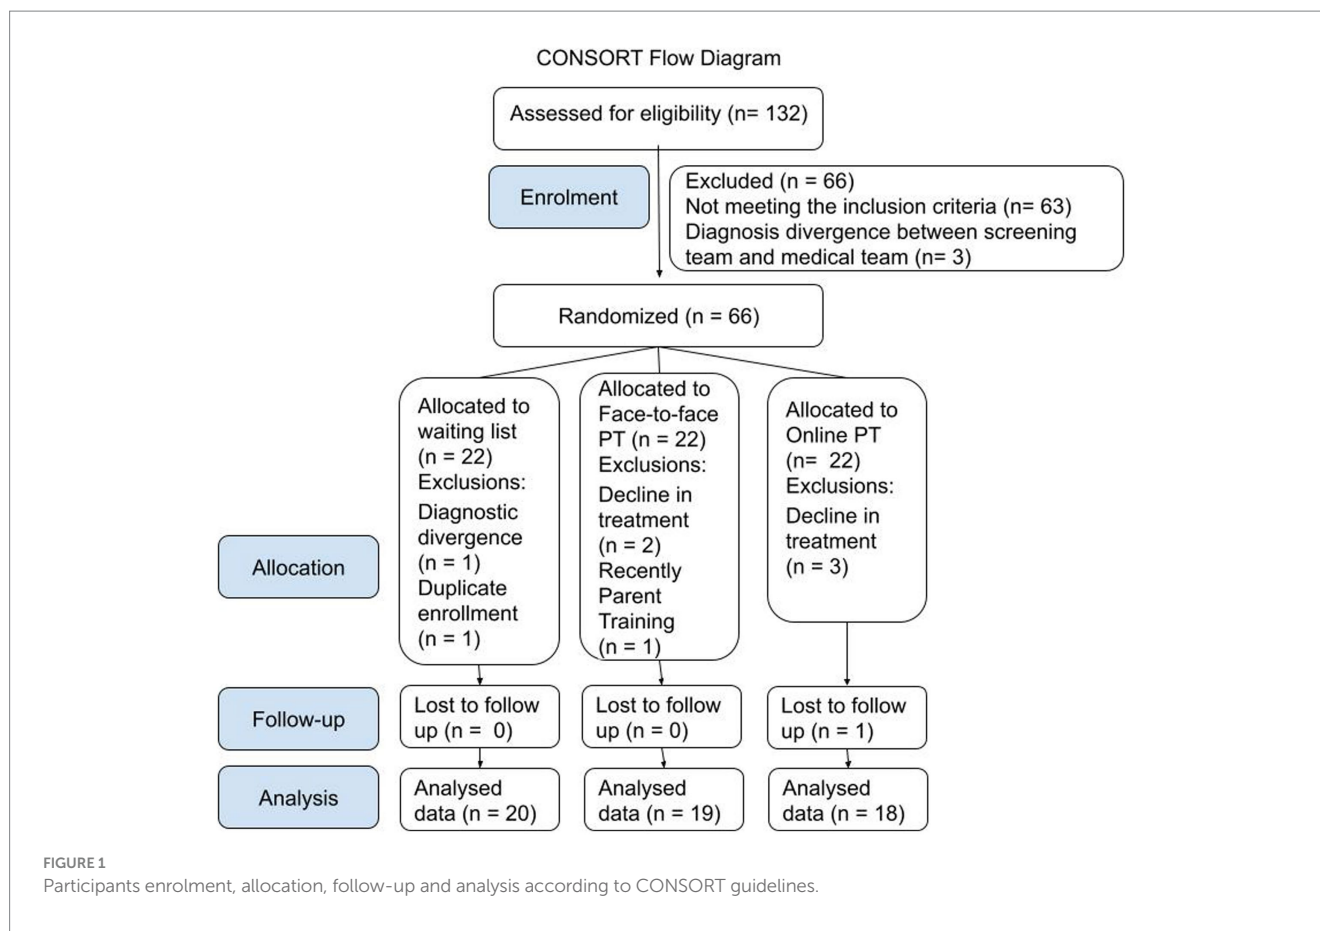 CONSORT Flow Diagram
Assessed for eligibility (n= 132)
Enrolment
Excluded (n = 66)
Not meeting the inclusion criteria (n= 63)
Diagnosis divergence between screening
team and medical team (n= 3)
Randomized (n = 66)
Allocated to
waiting list
(n = 22)
Exclusions:
Diagnostic
divergence
(n = 1)
Duplicate
enrollment
(n = 1)
Allocated to
Face-to-face
PT (n = 22)
Exclusions:
Decline in
treatment
(n = 2)
Recently
Parent
Training
(n = 1)
Allocated to
Online PT
(n=  22)
Exclusions:
Decline in
treatment
(n = 3)
Allocation
Follow-up
Lost to follow
up (n =  0)
Lost to follow
up (n = 0)
Lost to follow
up (n = 1)
Analysis
Analysed
data (n = 20)
Analysed
data (n = 19)
Analysed
data (n = 18)
FIGURE 1
Participants enrolment, allocation, follow-up and analysis according to CONSORT guidelines.